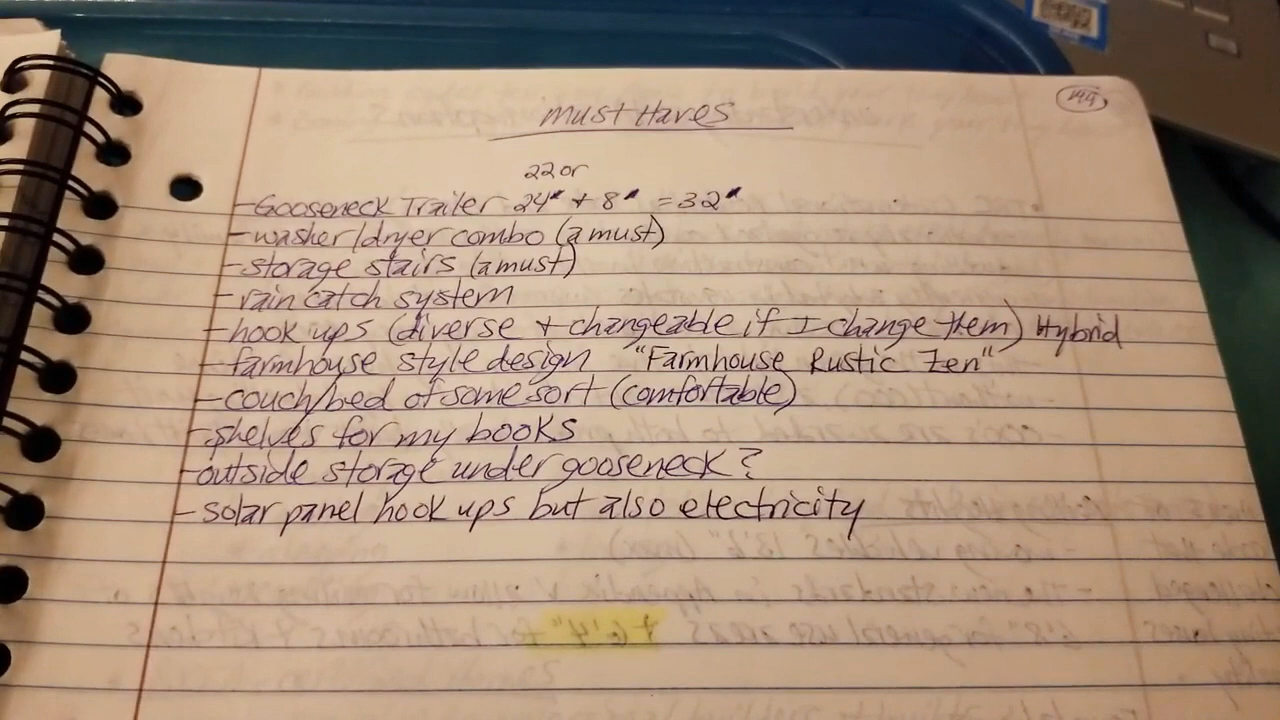 Must Haves
144
22 or
-Gooseneck Trailer 24' + 8' = 32'
-washer/dryer combo (a must)
-storage stairs (a must)
-rain catch system
-hook ups (diverse + changeable if I change them) Hybrid
-farmhouse style design "Farmhouse Rustic Zen"
-couch/bed of some sort (comfortable)
-shelves for my books
-outside storage under gooseneck?
-solar panel hook ups but also electricity